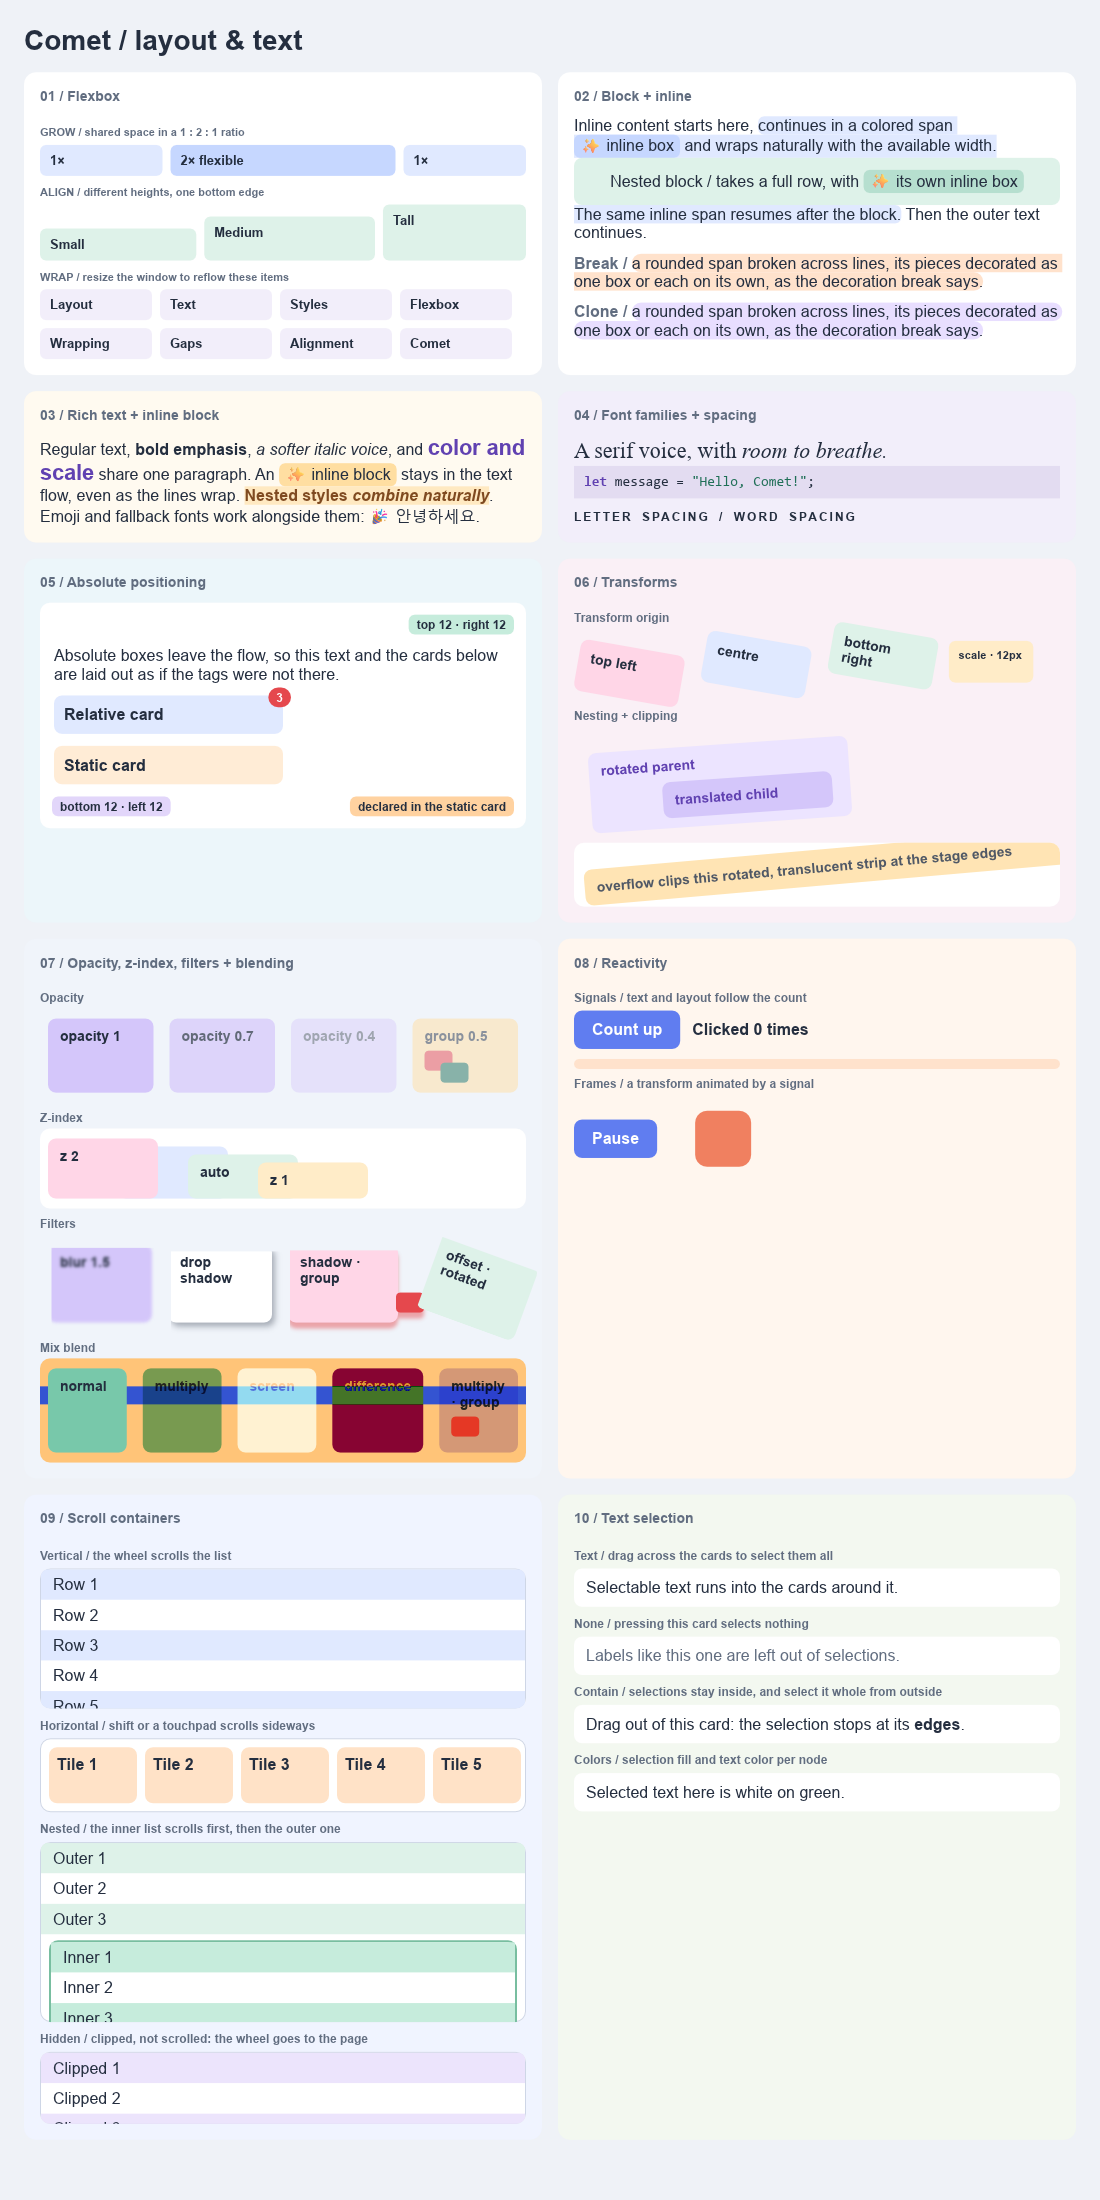 Comet / layout & text
01 / Flexbox
GROW / shared space in a 1 : 2 : 1 ratio
1×
2× flexible
1×
ALIGN / different heights, one bottom edge
Small
Medium
Tall
WRAP / resize the window to reflow these items
Layout
Text
Styles
Flexbox
Wrapping
Gaps
Alignment
Comet
02 / Block + inline
Inline content starts here, continues in a colored span
✨ inline box and wraps naturally with the available width.
Nested block / takes a full row, with ✨ its own inline box
The same inline span resumes after the block. Then the outer text
continues.
Break / a rounded span broken across lines, its pieces decorated as
one box or each on its own, as the decoration break says.
Clone / a rounded span broken across lines, its pieces decorated as
one box or each on its own, as the decoration break says.
03 / Rich text + inline block
Regular text, bold emphasis, a softer italic voice, and color and
scale share one paragraph. An ✨ inline block stays in the text
flow, even as the lines wrap. Nested styles combine naturally.
Emoji and fallback fonts work alongside them: 🎉 안녕하세요.
04 / Font families + spacing
A serif voice, with room to breathe.
let message = "Hello, Comet!";
LETTER SPACING / WORD SPACING
05 / Absolute positioning
top 12 · right 12
Absolute boxes leave the flow, so this text and the cards below
are laid out as if the tags were not there.
3
Relative card
Static card
bottom 12 · left 12
declared in the static card
06 / Transforms
Transform origin
top left
centre
bottom
right
scale · 12px
Nesting + clipping
rotated parent
translated child
overflow clips this rotated, translucent strip at the stage edges
07 / Opacity, z-index, filters + blending
Opacity
opacity 1
opacity 0.7
opacity 0.4
group 0.5
Z-index
z 2
auto
z 1
Filters
blur 1.5
drop
shadow
shadow ·
group
offset ·
rotated
Mix blend
normal
multiply
screen
difference
multiply
· group
08 / Reactivity
Signals / text and layout follow the count
Count up
Clicked 0 times
Frames / a transform animated by a signal
Pause
09 / Scroll containers
Vertical / the wheel scrolls the list
Row 1
Row 2
Row 3
Row 4
Row 5
Horizontal / shift or a touchpad scrolls sideways
Tile 1
Tile 2
Tile 3
Tile 4
Tile 5
Nested / the inner list scrolls first, then the outer one
Outer 1
Outer 2
Outer 3
Inner 1
Inner 2
Inner 3
Hidden / clipped, not scrolled: the wheel goes to the page
Clipped 1
Clipped 2
10 / Text selection
Text / drag across the cards to select them all
Selectable text runs into the cards around it.
None / pressing this card selects nothing
Labels like this one are left out of selections.
Contain / selections stay inside, and select it whole from outside
Drag out of this card: the selection stops at its edges.
Colors / selection fill and text color per node
Selected text here is white on green.